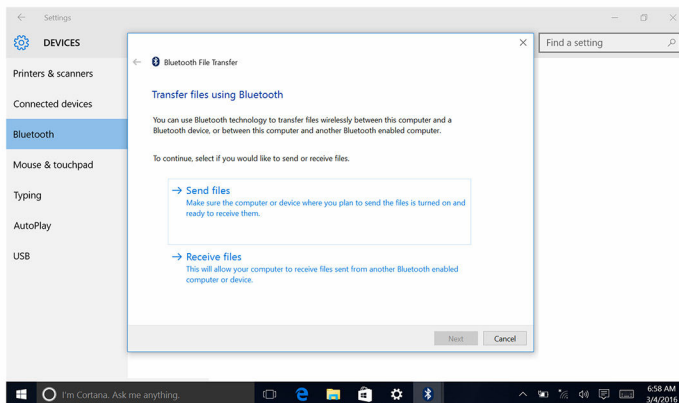 Settings
DEVICES
Find a setting
Printers & scanners
Connected devices
Bluetooth
Mouse & touchpad
Typing
AutoPlay
USB
Bluetooth File Transfer
Transfer files using Bluetooth
You can use Bluetooth technology to transfer files wirelessly between this computer and a
Bluetooth device, or between this computer and another Bluetooth enabled computer.
To continue, select if you would like to send or receive files.
Send files
Make sure the computer or device where you plan to send the files is turned on and
ready to receive them.
Receive files
This will allow your computer to receive files sent from another Bluetooth enabled
computer or device.
Next
Cancel
I'm Cortana. Ask me anything.
6:58 AM
3/4/2016